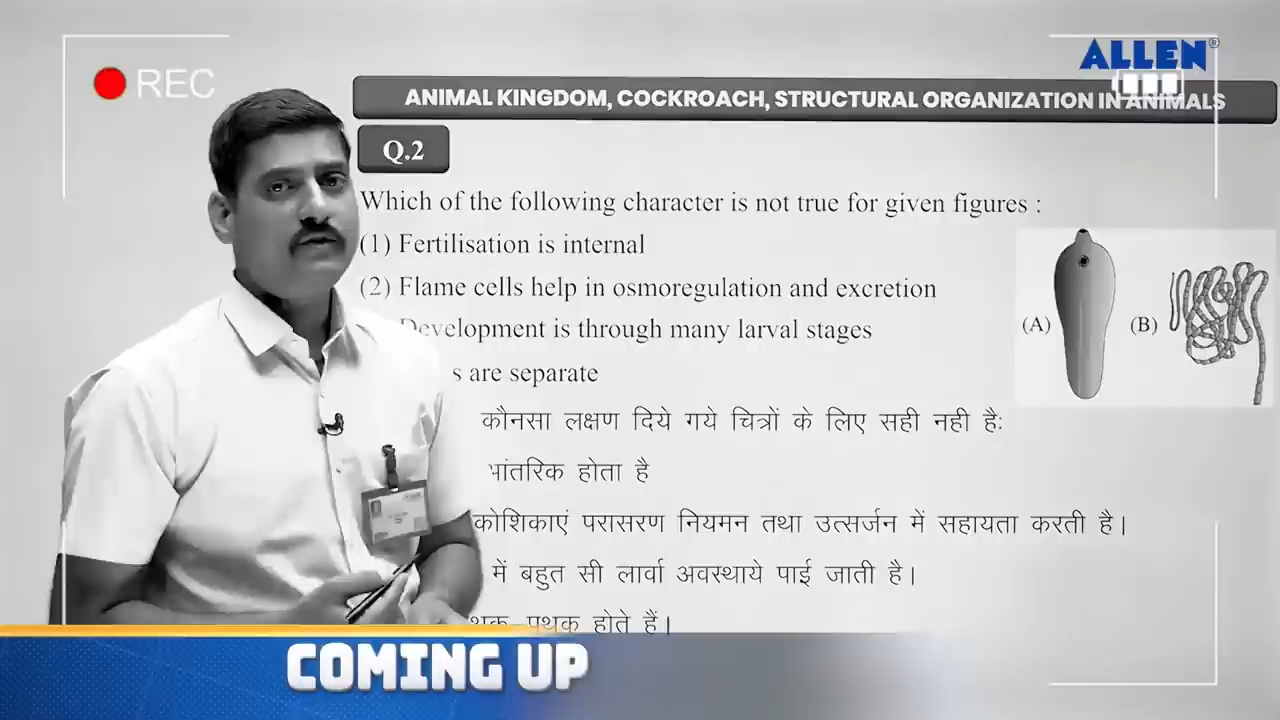 REC
ALLEN®
ANIMAL KINGDOM, COCKROACH, STRUCTURAL ORGANIZATION IN ANIMALS
Q.2
Which of the following character is not true for given figures :
(1) Fertilisation is internal
(2) Flame cells help in osmoregulation and excretion
Development is through many larval stages
s are separate
(A)
(B)
कौनसा लक्षण दिये गये चित्रों के लिए सही नही हैः
होता है
कोशिकाएं परासरण नियमन तथा उत्सर्जन में सहायता करती है।
में बहुत सी लार्वा अवस्थाये पाई जाती है।
पृथक होते हैं।
COMING UP